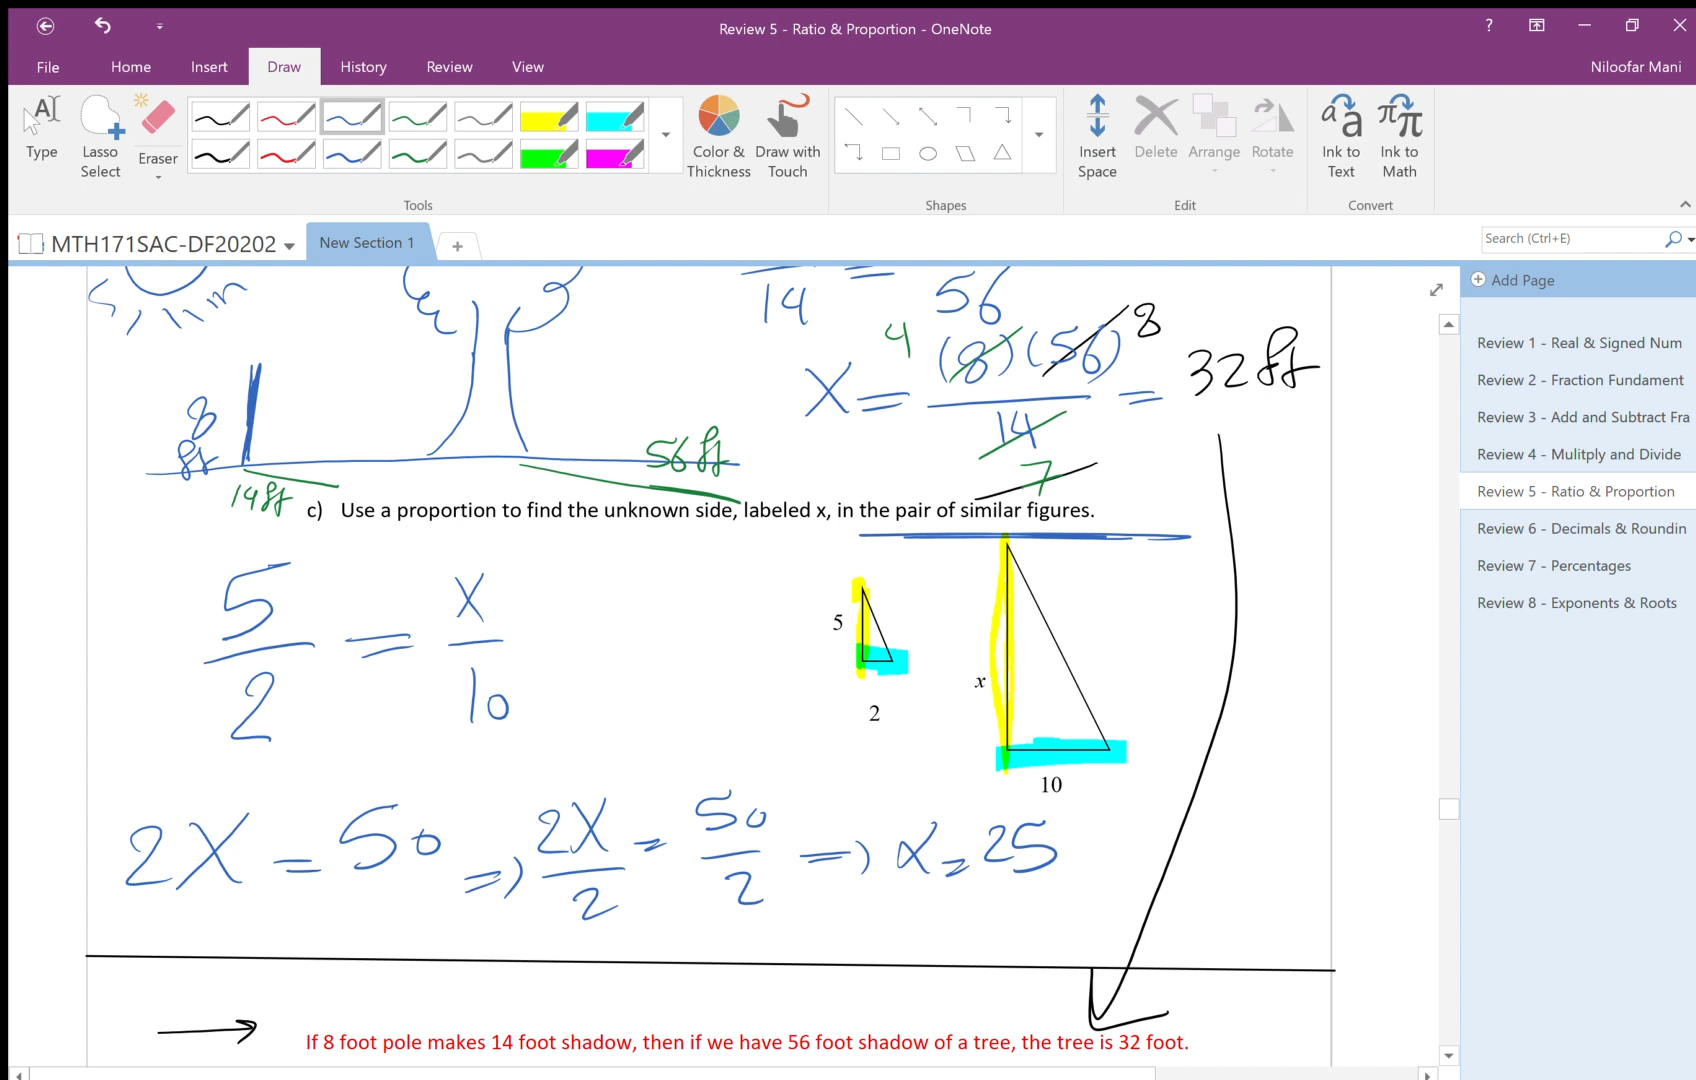 Review 5 - Ratio & Proportion - OneNote
?
File Home Insert Draw History Review View
Niloofar Mani
Type
Lasso Select
Eraser
Color & Thickness
Draw with Touch
Insert Space
Delete
Arrange
Rotate
Ink to Text
Ink to Math
Tools
Shapes
Edit
Convert
MTH171SAC-DF20202
New Section 1
+
Search (Ctrl+E)
Add Page
Review 1 - Real & Signed Num
Review 2 - Fraction Fundament
Review 3 - Add and Subtract Fra
Review 4 - Mulitply and Divide
Review 5 - Ratio & Proportion
Review 6 - Decimals & Roundin
Review 7 - Percentages
Review 8 - Exponents & Roots
14 = 56
4 8
X = (8)(56) / 14 = 32 ft
7
8 ft
14 ft
56 ft
c) Use a proportion to find the unknown side, labeled x, in the pair of similar figures.
5/2 = x/10
5
2
x
10
2X = 50 => 2X/2 = 50/2 => x = 25
If 8 foot pole makes 14 foot shadow, then if we have 56 foot shadow of a tree, the tree is 32 foot.